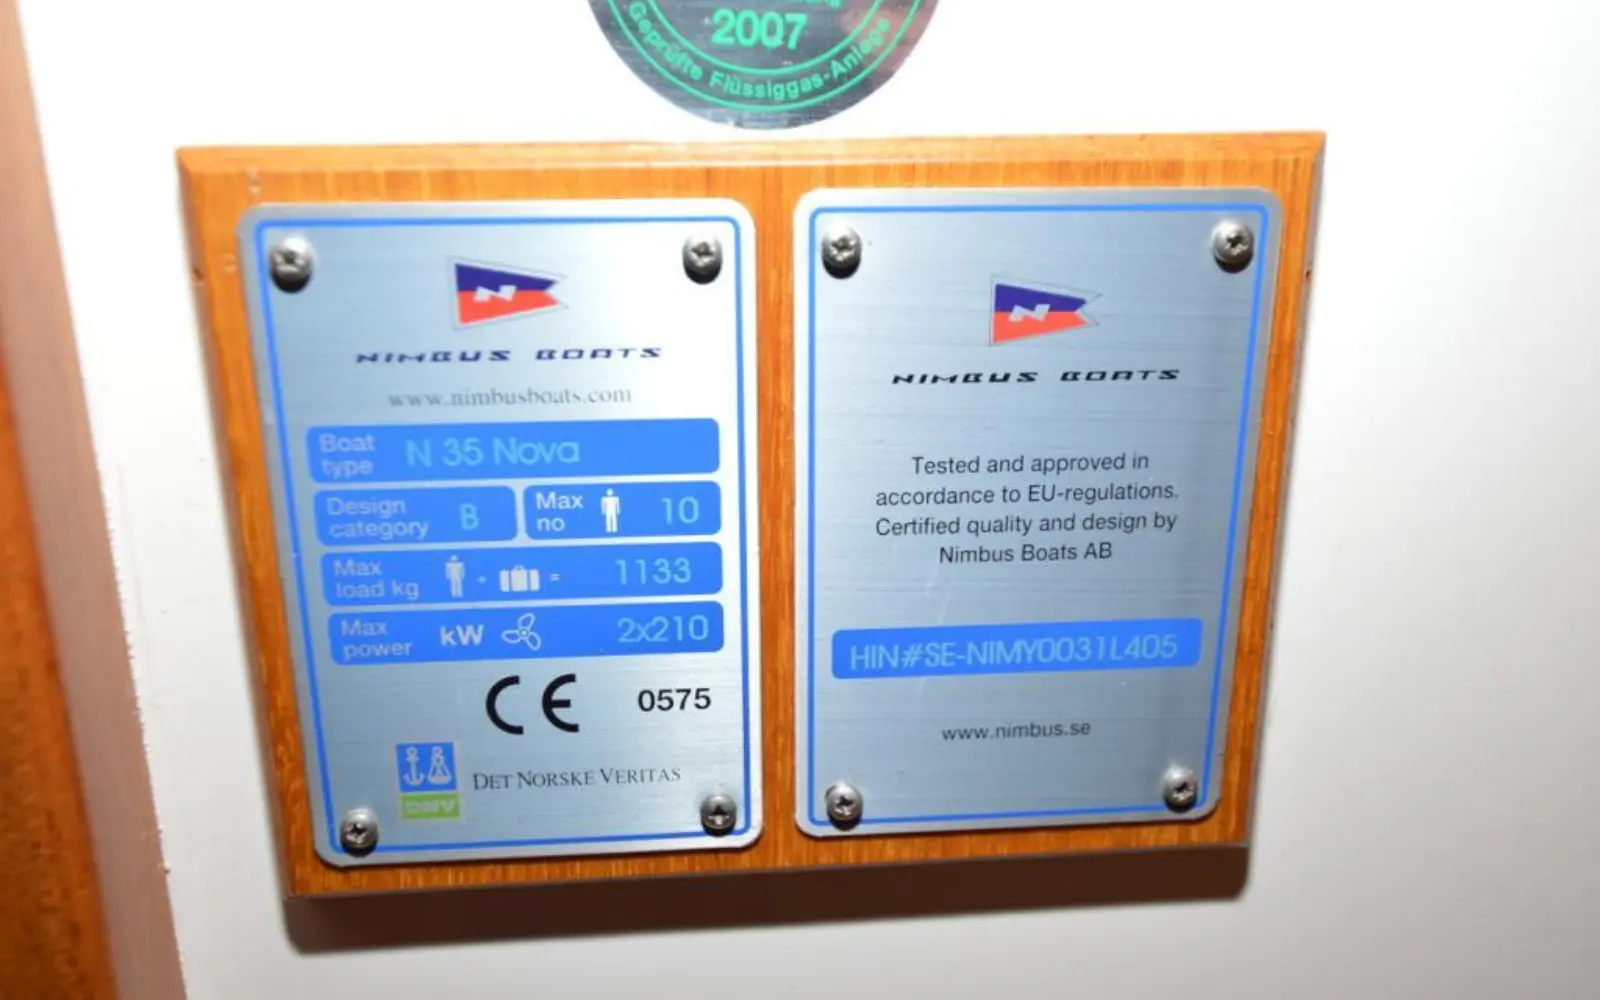 2007
Geprüfte Flüssiggas-Anlage
NIMBUS BOATS
www.nimbusboats.com
Boat type N 35 Nova
Design category B
Max no 10
Max load kg + = 1133
Max power kW 2x210
CE 0575
DNV DET NORSKE VERITAS
NIMBUS BOATS
Tested and approved in
accordance to EU-regulations.
Certified quality and design by
Nimbus Boats AB
HIN#SE-NIMY0031L405
www.nimbus.se